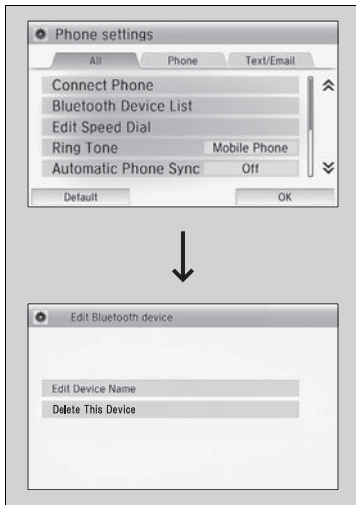 Phone settings
All Phone Text/Email
Connect Phone
Bluetooth Device List
Edit Speed Dial
Ring Tone Mobile Phone
Automatic Phone Sync Off
Default OK
Edit Bluetooth device
Edit Device Name
Delete This Device